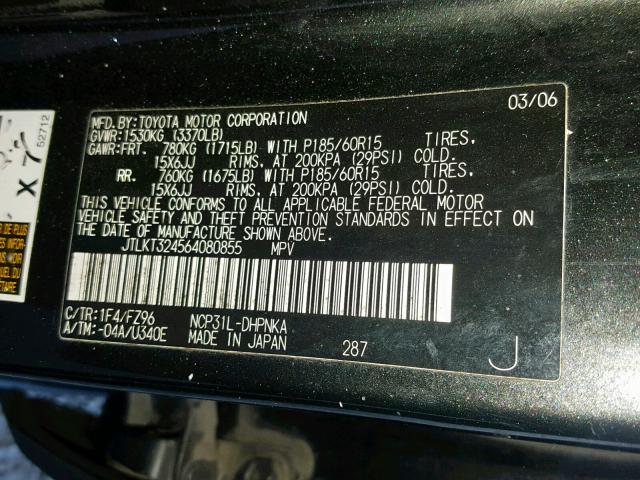 MFD.BY:TOYOTA MOTOR CORPORATION 03/06
GVWR:1530KG (3370LB)
GAWR:FRT. 780KG (1715LB) WITH P185/60R15 TIRES,
15X6JJ RIMS, AT 200KPA (29PSI) COLD.
RR. 760KG (1675LB) WITH P185/60R15 TIRES,
15X6JJ RIMS, AT 200KPA (29PSI) COLD.
THIS VEHICLE CONFORMS TO ALL APPLICABLE FEDERAL MOTOR
VEHICLE SAFETY AND THEFT PREVENTION STANDARDS IN EFFECT ON
THE DATE OF MANUFACTURE SHOWN ABOVE.
JTLKT324564080855 MPV
C/TR:1F4/FZ96 NCP31L-DHPNKA
A/TM:-04A/U340E MADE IN JAPAN 287 J
52712
X
DE PLUS